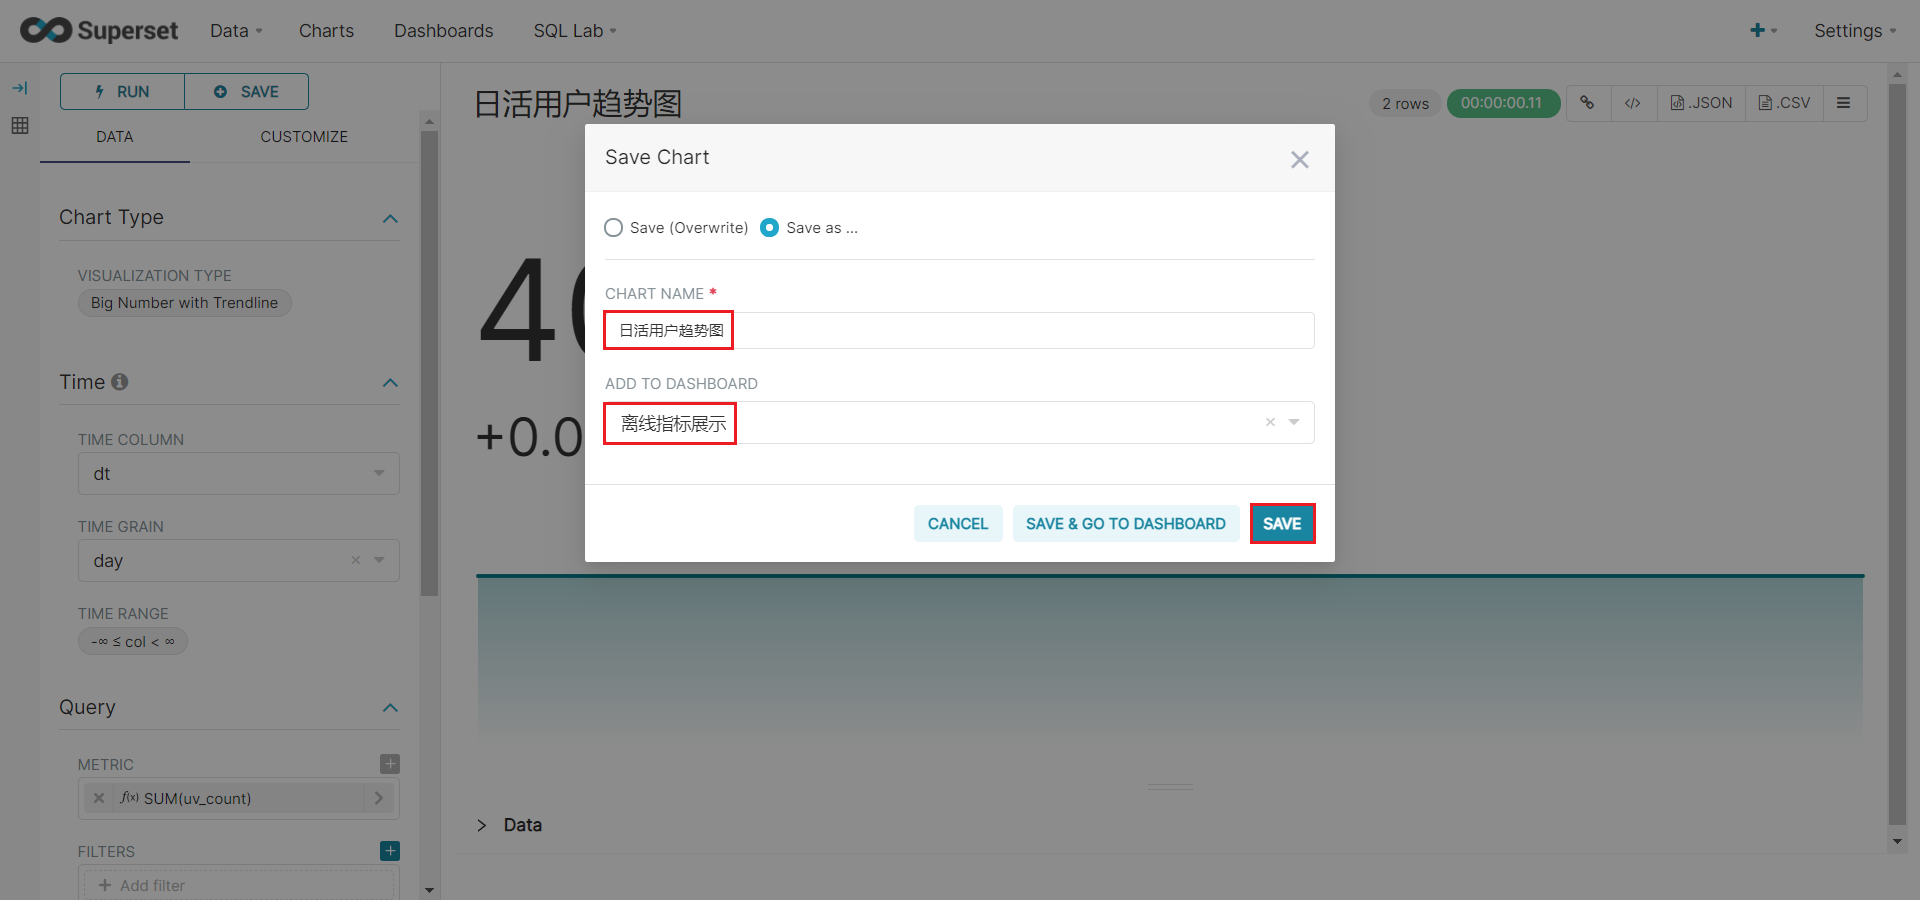 Superset
Data
Charts
Dashboards
SQL Lab
Settings
RUN
SAVE
DATA
CUSTOMIZE
Chart Type
VISUALIZATION TYPE
Big Number with Trendline
Time
TIME COLUMN
dt
TIME GRAIN
day
TIME RANGE
-∞ ≤ col < ∞
Query
METRIC
f(x) SUM(uv_count)
FILTERS
Add filter
日活用户趋势图
2 rows
00:00:00.11
</>
.JSON
.CSV
+0.0
Save Chart
Save (Overwrite)
Save as ...
CHART NAME *
日活用户趋势图
ADD TO DASHBOARD
离线指标展示
CANCEL
SAVE & GO TO DASHBOARD
SAVE
Data